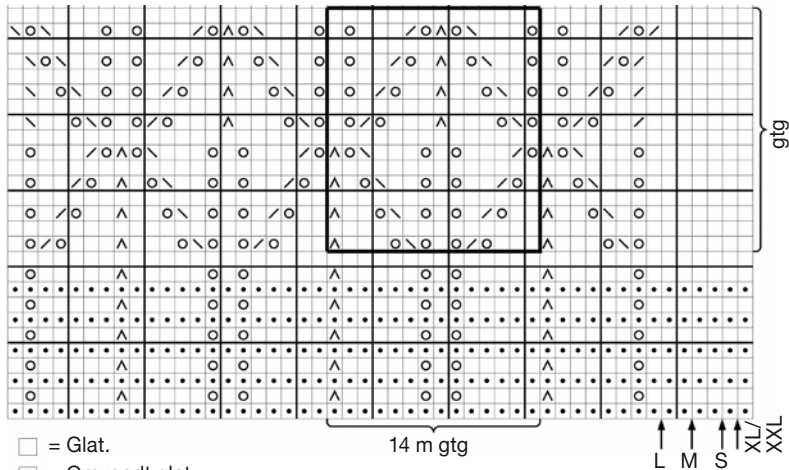 gtg
14 m gtg
L M S XL/
XXL
= Glat.